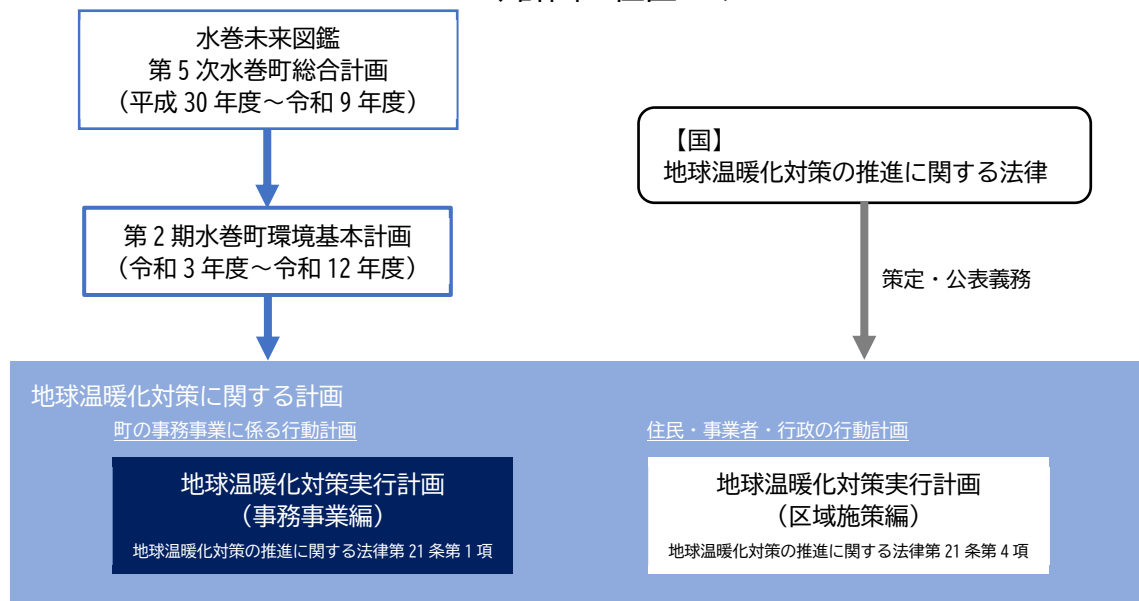 水巻未来図鑑
第5次水巻町総合計画
（平成30年度～令和9年度）
【国】
地球温暖化対策の推進に関する法律
第2期水巻町環境基本計画
（令和3年度～令和12年度）
策定・公表義務
地球温暖化対策に関する計画
町の事務事業に係る行動計画
地球温暖化対策実行計画
（事務事業編）
地球温暖化対策の推進に関する法律第21条第1項
住民・事業者・行政の行動計画
地球温暖化対策実行計画
（区域施策編）
地球温暖化対策の推進に関する法律第21条第4項